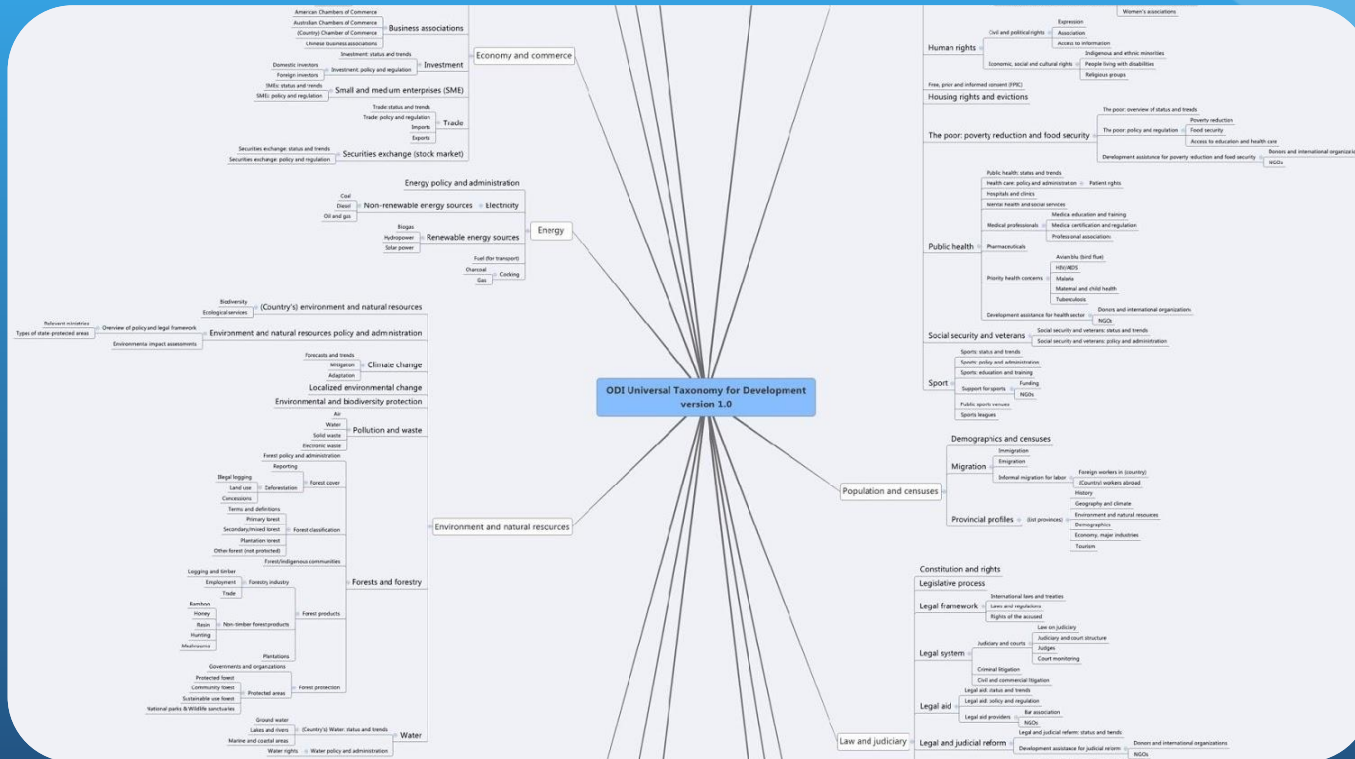 American Chambers of Commerce
Australian Chambers of Commerce
(Country) Chamber of Commerce
Chinese business associations
Business associations
Investment: status and trends
Domestic investors
Foreign investors
Investment: policy and regulation
Investment
SMEs: status and trends
SMEs: policy and regulation
Small and medium enterprises (SME)
Trade: status and trends
Trade: policy and regulation
Imports
Exports
Trade
Securities exchange: status and trends
Securities exchange: policy and regulation
Securities exchange (stock market)
Economy and commerce
Energy policy and administration
Coal
Diesel
Oil and gas
Non-renewable energy sources
Electricity
Biogas
Hydropower
Solar power
Renewable energy sources
Fuel (for transport)
Charcoal
Gas
Cooking
Energy
Biodiversity
Ecological services
(Country's) environment and natural resources
Relevant ministries
Types of state-protected areas
Overview of policy and legal framework
Environmental impact assessments
Environment and natural resources policy and administration
Forecasts and trends
Mitigation
Adaptation
Climate change
Localized environmental change
Environmental and biodiversity protection
Air
Water
Solid waste
Electronic waste
Pollution and waste
Forest policy and administration
Reporting
Illegal logging
Land use
Concessions
Deforestation
Forest cover
Terms and definitions
Primary forest
Secondary/mixed forest
Plantation forest
Other forest (not protected)
Forest classification
Forest/indigenous communities
Logging and timber
Employment
Trade
Forestry industry
Bamboo
Honey
Resin
Hunting
Mushrooms
Non-timber forest products
Forest products
Plantations
Governments and organizations
Protected forest
Community forest
Sustainable use forest
National parks & Wildlife sanctuaries
Protected areas
Forest protection
Forests and forestry
Ground water
Lakes and rivers
Marine and coastal areas
(Country's) Water: status and trends
Water rights
Water policy and administration
Water
Environment and natural resources
ODI Universal Taxonomy for Development
version 1.0
Women's associations
Human rights
Civil and political rights
Expression
Association
Access to information
Economic, social and cultural rights
Indigenous and ethnic minorities
People living with disabilities
Religious groups
Free, prior and informed consent (FPIC)
Housing rights and evictions
The poor: poverty reduction and food security
The poor: overview of status and trends
The poor: policy and regulation
Poverty reduction
Food security
Access to education and health care
Development assistance for poverty reduction and food security
Donors and international organizations
NGOs
Public health
Public health: status and trends
Health care: policy and administration
Patient rights
Hospitals and clinics
Mental health and social services
Medical professionals
Medical education and training
Medical certification and regulation
Professional associations
Pharmaceuticals
Priority health concerns
Avian blu (bird flue)
HIV/AIDS
Malaria
Maternal and child health
Tuberculosis
Development assistance for health sector
Donors and international organizations
NGOs
Social security and veterans
Social security and veterans: status and trends
Social security and veterans: policy and administration
Sport
Sports: status and trends
Sports: policy and administration
Sports: education and training
Support for sports
Funding
NGOs
Public sports venues
Sports leagues
Population and censuses
Demographics and censuses
Migration
Immigration
Emigration
Informal migration for labor
Foreign workers in (country)
(Country) workers abroad
Provincial profiles
(list provinces)
History
Geography and climate
Environment and natural resources
Demographics
Economy, major industries
Tourism
Law and judiciary
Constitution and rights
Legislative process
Legal framework
International laws and treaties
Laws and regulations
Rights of the accused
Legal system
Judiciary and courts
Law on judiciary
Judiciary and court structure
Judges
Court monitoring
Criminal litigation
Civil and commercial litigation
Legal aid
Legal aid: status and trends
Legal aid: policy and regulation
Legal aid providers
Bar association
NGOs
Legal and judicial reform
Legal and judicial reform: status and trends
Development assistance for judicial reform
Donors and international organizations
NGOs